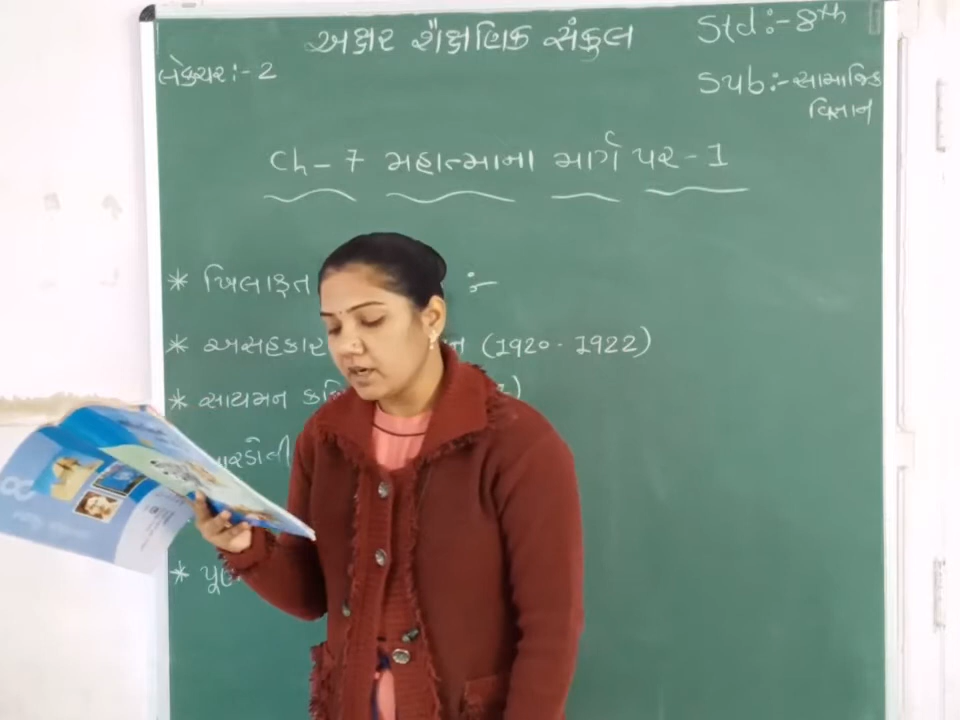 અક્ષર શૈક્ષણિક સંકુલ
Std:- 8th
લેક્ચર:- 2
Sub:- સામાજિક
વિજ્ઞાન
Ch - 7 મહાત્માના માર્ગે પર - 1
* ખિલાફત :-
* અસહકાર (1920 - 1922)
* સાયમન
*